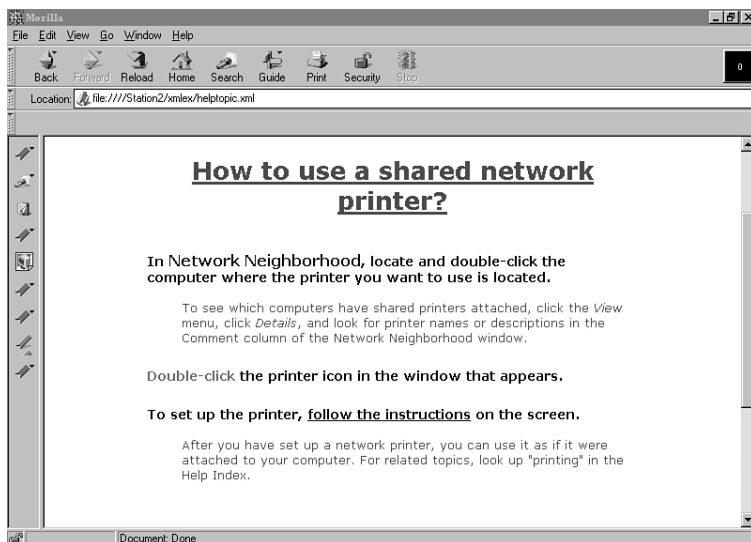 Mozilla
File Edit View Go Window Help
Back Forward Reload Home Search Guide Print Security Stop
0
Location: file:////Station2/xmlex/helptopic.xml
How to use a shared network
printer?
In Network Neighborhood, locate and double-click the
computer where the printer you want to use is located.
To see which computers have shared printers attached, click the View
menu, click Details, and look for printer names or descriptions in the
Comment column of the Network Neighborhood window.
Double-click the printer icon in the window that appears.
To set up the printer, follow the instructions on the screen.
After you have set up a network printer, you can use it as if it were
attached to your computer. For related topics, look up "printing" in the
Help Index.
Document: Done